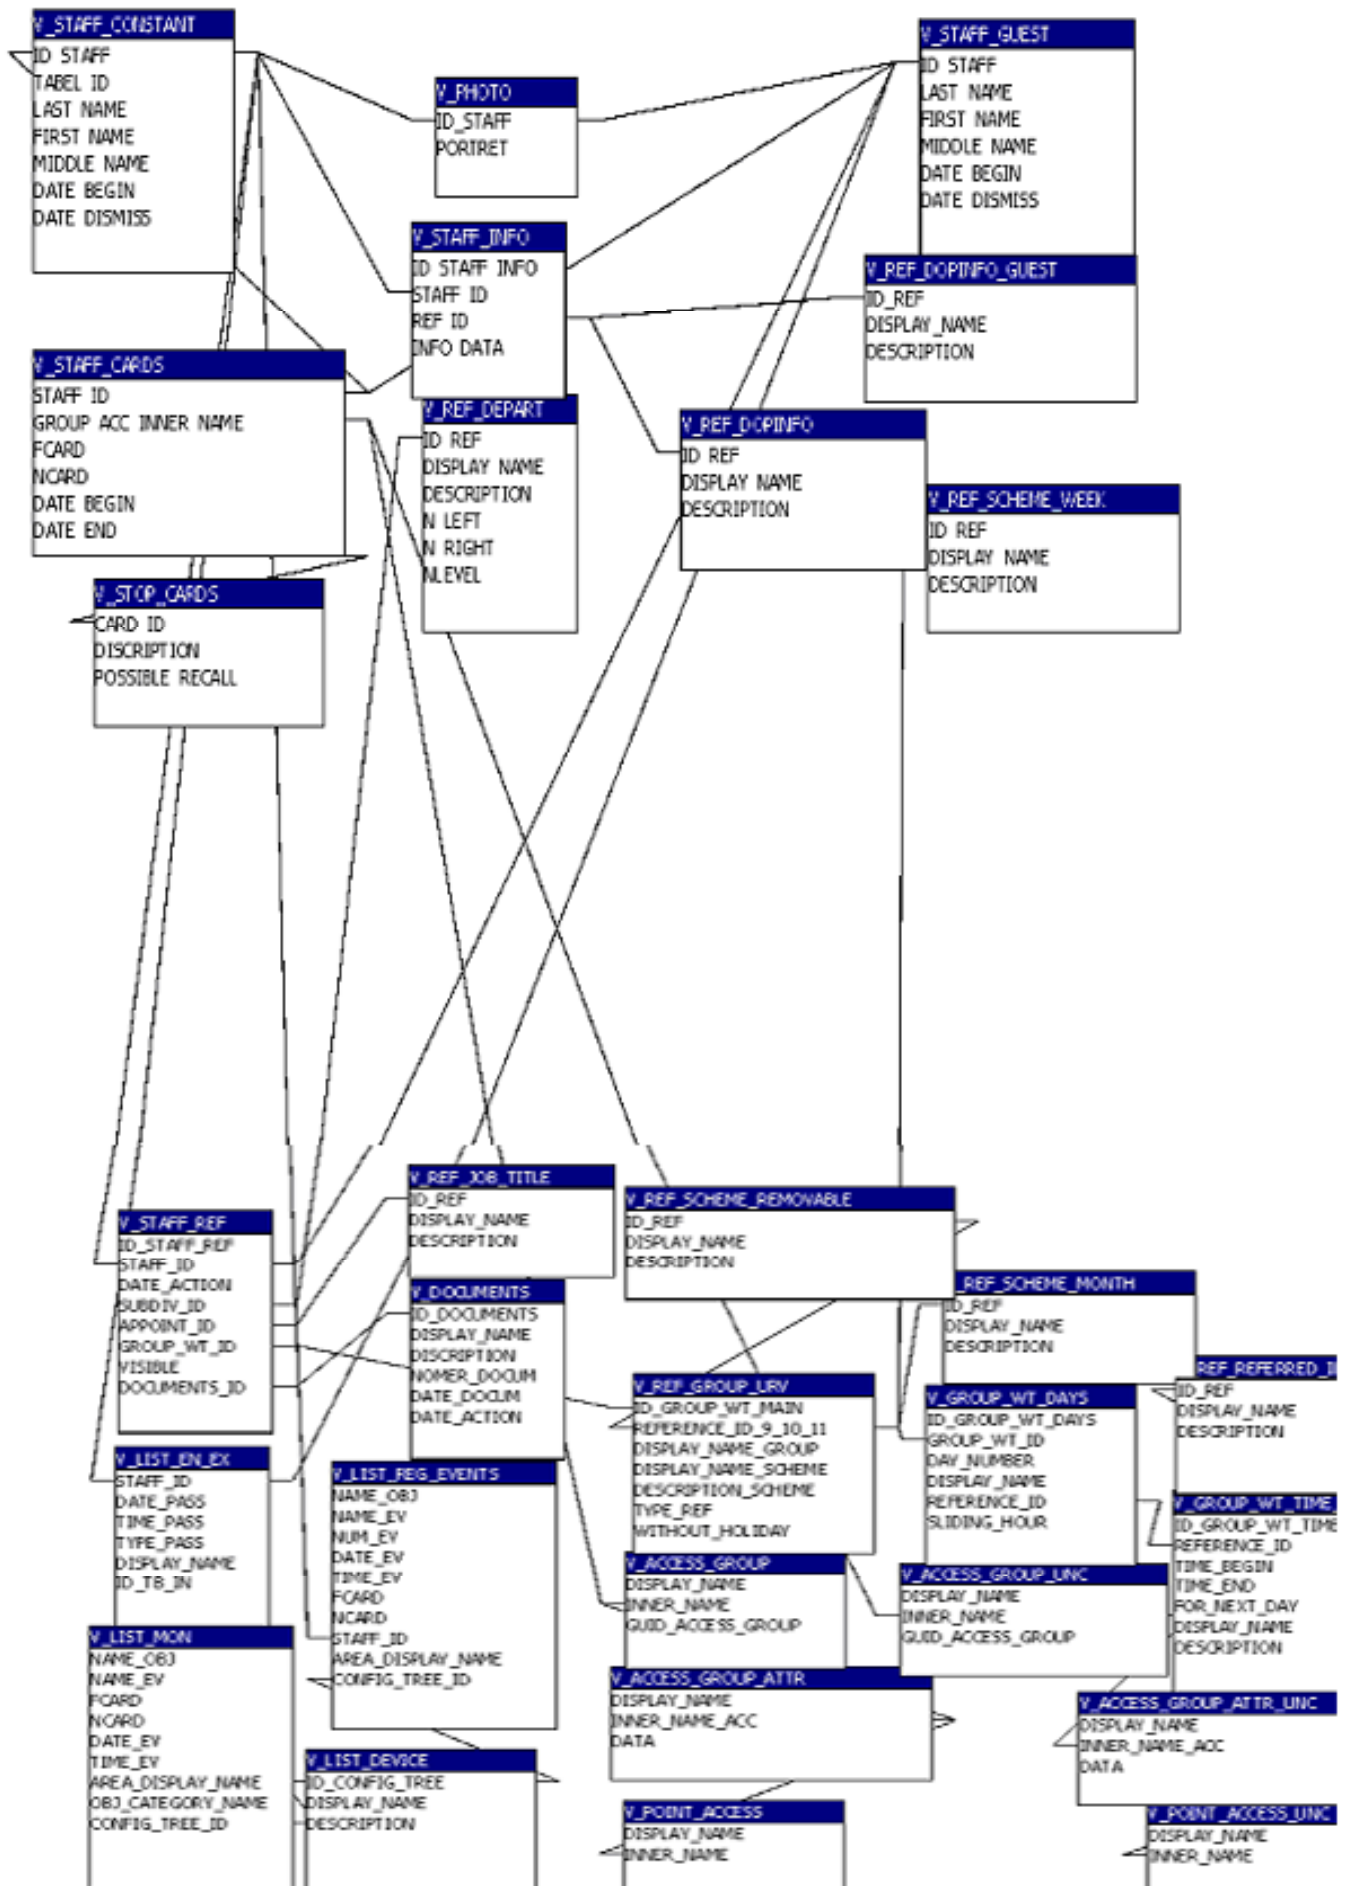 V_STAFF_CONSTANT
ID STAFF
TABEL ID
LAST NAME
FIRST NAME
MIDDLE NAME
DATE BEGIN
DATE DISMISS
V_PHOTO
ID_STAFF
PORTRET
V_STAFF_GUEST
ID STAFF
LAST NAME
FIRST NAME
MIDDLE NAME
DATE BEGIN
DATE DISMISS
V_STAFF_INFO
ID STAFF INFO
STAFF ID
REF ID
INFO DATA
V_REF_DOPINFO_GUEST
ID_REF
DISPLAY_NAME
DESCRIPTION
V_STAFF_CARDS
STAFF ID
GROUP ACC INNER NAME
FCARD
NCARD
DATE BEGIN
DATE END
V_REF_DEPART
ID REF
DISPLAY NAME
DESCRIPTION
N LEFT
N RIGHT
NLEVEL
V_REF_DOPINFO
ID REF
DISPLAY NAME
DESCRIPTION
V_REF_SCHEME_WEEK
ID REF
DISPLAY NAME
DESCRIPTION
V_STOP_CARDS
CARD ID
DISCRIPTION
POSSIBLE RECALL
V_REF_JOB_TITLE
ID_REF
DISPLAY_NAME
DESCRIPTION
V_REF_SCHEME_REMOVABLE
ID_REF
DISPLAY_NAME
DESCRIPTION
V_STAFF_REF
ID_STAFF_REF
STAFF_ID
DATE_ACTION
SUBDIV_ID
APPOINT_ID
GROUP_WT_ID
VISIBLE
DOCUMENTS_ID
V_DOCUMENTS
ID_DOCUMENTS
DISPLAY_NAME
DISCRIPTION
NOMER_DOCUM
DATE_DOCUM
DATE_ACTION
_REF_SCHEME_MONTH
ID_REF
DISPLAY_NAME
DESCRIPTION
REF_REFERRED_I
ID_REF
DISPLAY_NAME
DESCRIPTION
V_REF_GROUP_URV
ID_GROUP_WT_MAIN
REFERENCE_ID_9_10_11
DISPLAY_NAME_GROUP
DISPLAY_NAME_SCHEME
DESCRIPTION_SCHEME
TYPE_REF
WITHOUT_HOLIDAY
V_GROUP_WT_DAYS
ID_GROUP_WT_DAYS
GROUP_WT_ID
DAY_NUMBER
DISPLAY_NAME
REFERENCE_ID
SLIDING_HOUR
V_LIST_EN_EX
STAFF_ID
DATE_PASS
TIME_PASS
TYPE_PASS
DISPLAY_NAME
ID_TB_IN
V_LIST_REG_EVENTS
NAME_OBJ
NAME_EV
NUM_EV
DATE_EV
TIME_EV
FCARD
NCARD
STAFF_ID
AREA_DISPLAY_NAME
CONFIG_TREE_ID
V_GROUP_WT_TIME
ID_GROUP_WT_TIME
REFERENCE_ID
TIME_BEGIN
TIME_END
FOR_NEXT_DAY
DISPLAY_NAME
DESCRIPTION
V_ACCESS_GROUP
DISPLAY_NAME
INNER_NAME
GUID_ACCESS_GROUP
V_ACCESS_GROUP_UNC
DISPLAY_NAME
INNER_NAME
GUID_ACCESS_GROUP
V_LIST_MON
NAME_OBJ
NAME_EV
FCARD
NCARD
DATE_EV
TIME_EV
AREA_DISPLAY_NAME
OBJ_CATEGORY_NAME
CONFIG_TREE_ID
V_ACCESS_GROUP_ATTR
DISPLAY_NAME
INNER_NAME_ACC
DATA
V_ACCESS_GROUP_ATTR_UNC
DISPLAY_NAME
INNER_NAME_ACC
DATA
V_LIST_DEVICE
ID_CONFIG_TREE
DISPLAY_NAME
DESCRIPTION
V_POINT_ACCESS
DISPLAY_NAME
INNER_NAME
V_POINT_ACCESS_UNC
DISPLAY_NAME
INNER_NAME